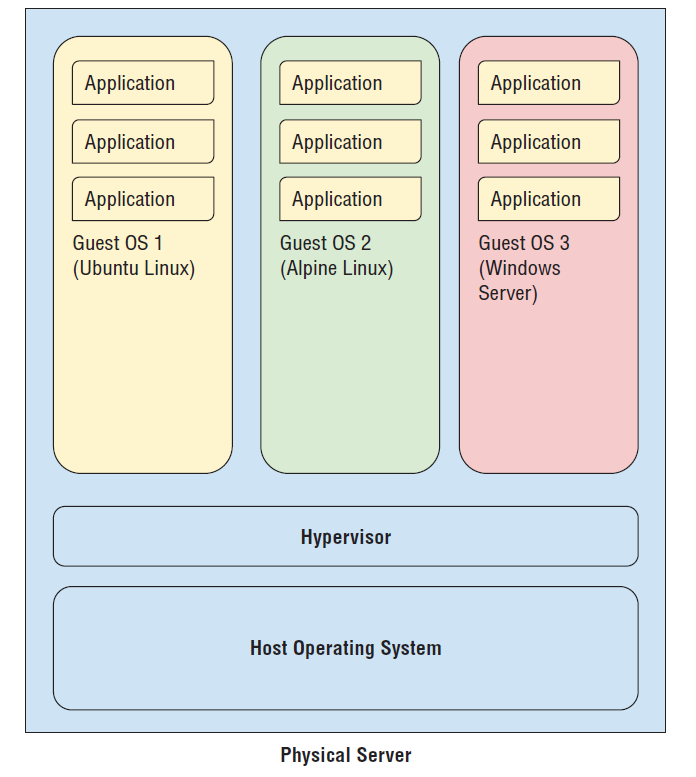 Application
Application
Application
Guest OS 1
(Ubuntu Linux)
Application
Application
Application
Guest OS 2
(Alpine Linux)
Application
Application
Application
Guest OS 3
(Windows
Server)
Hypervisor
Host Operating System
Physical Server